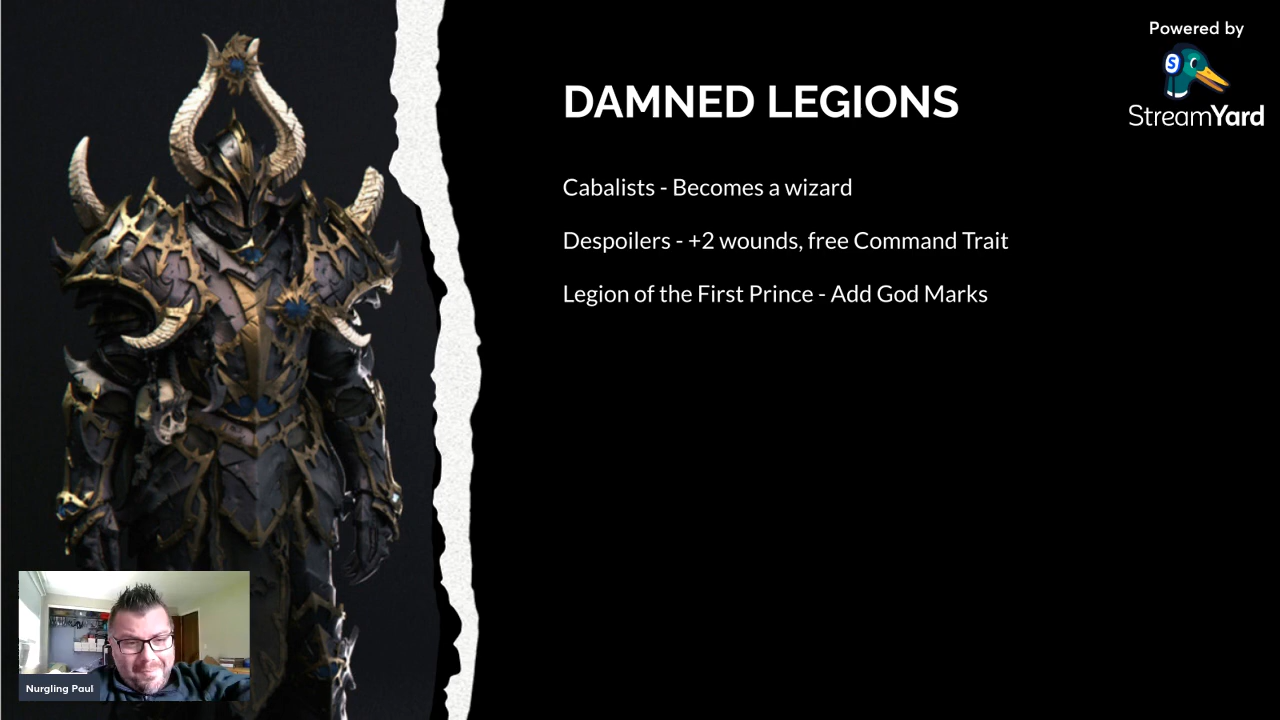 Powered by
StreamYard
DAMNED LEGIONS
Cabalists - Becomes a wizard
Despoilers - +2 wounds, free Command Trait
Legion of the First Prince - Add God Marks
Nurgling Paul